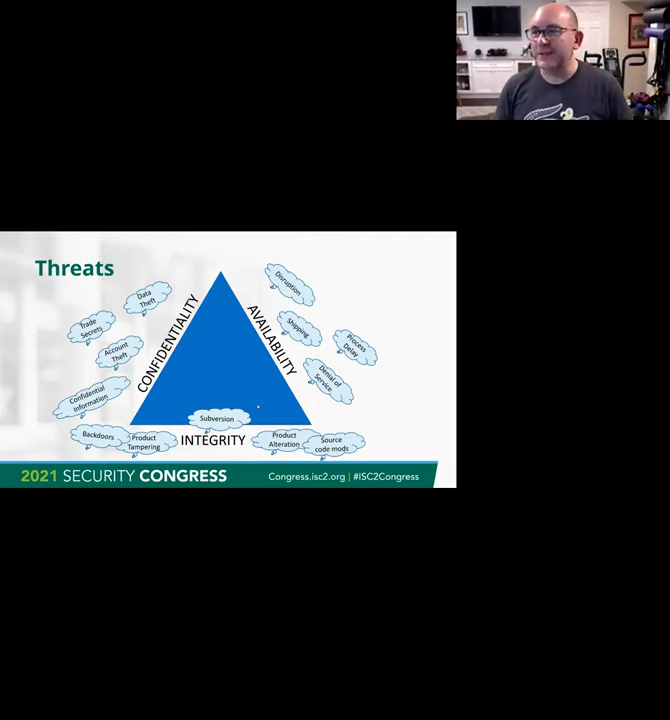 Threats
Data
Theft
Trade
Secrets
Account
Theft
Confidential
Information
Backdoors
Product
Tampering
CONFIDENTIALITY
AVAILABILITY
INTEGRITY
Disruption
Shipping
Process
Delay
Denial of
Service
Subversion
Product
Alteration
Source
code mods
2021 SECURITY CONGRESS
Congress.isc2.org | #ISC2Congress